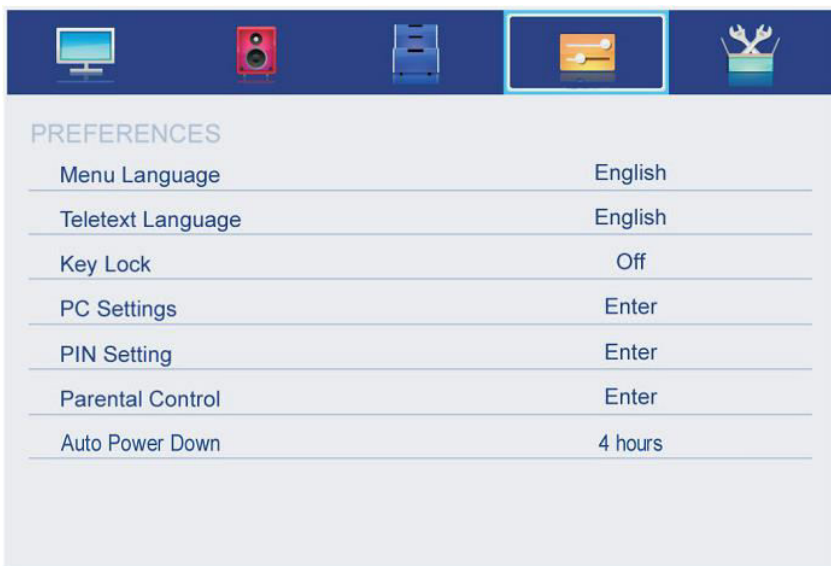 PREFERENCES
Menu Language English
Teletext Language English
Key Lock Off
PC Settings Enter
PIN Setting Enter
Parental Control Enter
Auto Power Down 4 hours